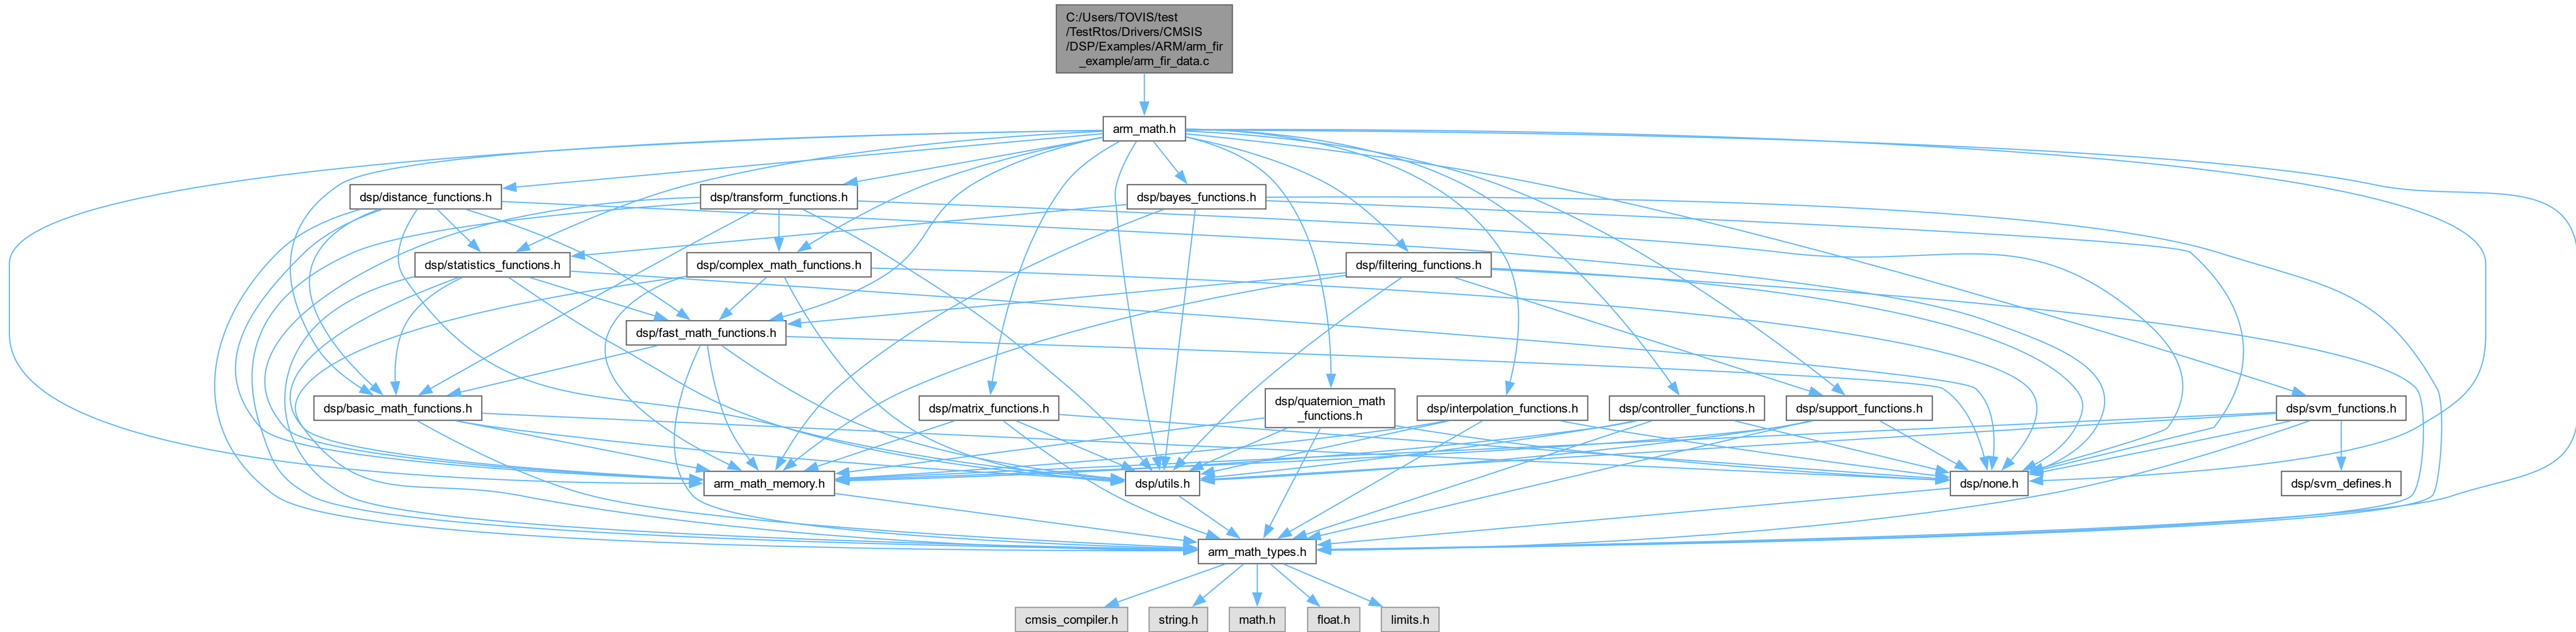 C:/Users/TOVIS/test
/TestRtos/Drivers/CMSIS
/DSP/Examples/ARM/arm_fir
_example/arm_fir_data.c
arm_math.h
dsp/distance_functions.h
dsp/transform_functions.h
dsp/bayes_functions.h
dsp/statistics_functions.h
dsp/complex_math_functions.h
dsp/filtering_functions.h
dsp/fast_math_functions.h
dsp/basic_math_functions.h
dsp/matrix_functions.h
dsp/quaternion_math
_functions.h
dsp/interpolation_functions.h
dsp/controller_functions.h
dsp/support_functions.h
dsp/svm_functions.h
arm_math_memory.h
dsp/utils.h
dsp/none.h
dsp/svm_defines.h
arm_math_types.h
cmsis_compiler.h
string.h
math.h
float.h
limits.h